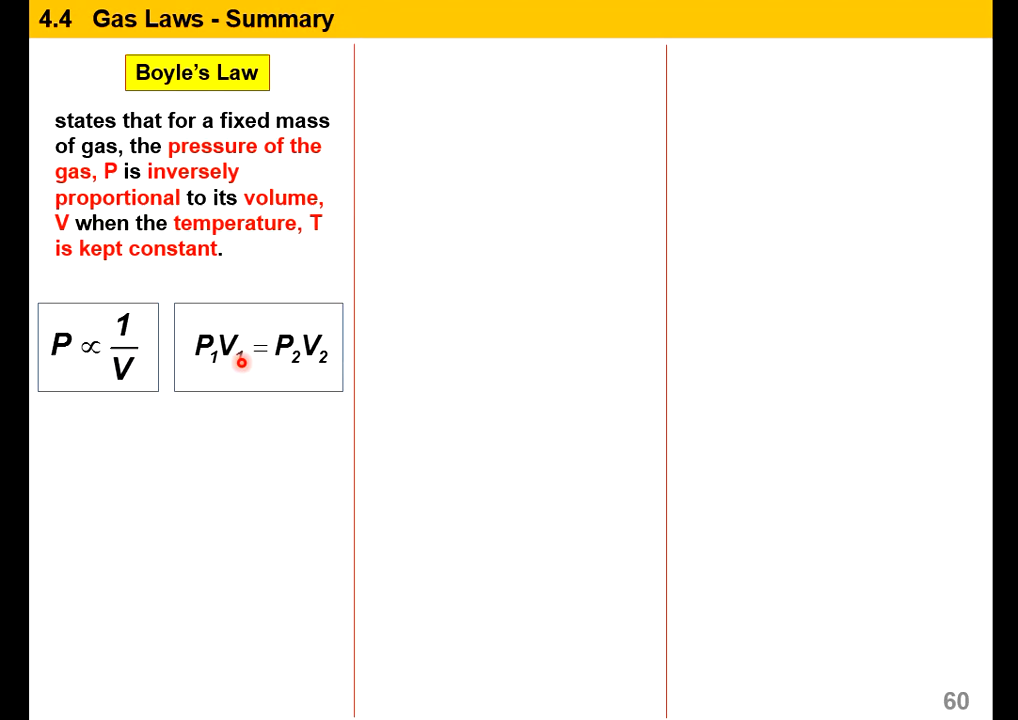 4.4 Gas Laws - Summary
Boyle's Law
states that for a fixed mass
of gas, the pressure of the
gas, P is inversely
proportional to its volume,
V when the temperature, T
is kept constant.
P ∝ 1/V
P₁V₁ = P₂V₂
60